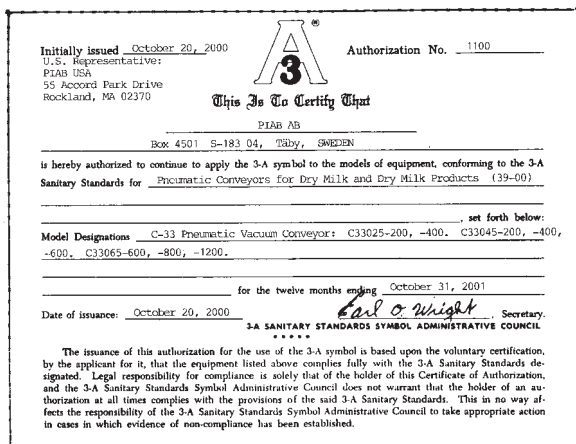 Initially issued October 20, 2000
U.S. Representative:
PIAB USA
55 Accord Park Drive
Rockland, MA 02370
®
A
3
Authorization No. 1100
This Is To Certify That
PIAB AB
Box 4501 S-183 04, Täby, SWEDEN
is hereby authorized to continue to apply the 3-A symbol to the models of equipment, conforming to the 3-A
Sanitary Standards for Pneumatic Conveyors for Dry Milk and Dry Milk Products (39-00)
, set forth below:
Model Designations C-33 Pneumatic Vacuum Conveyor: C33025-200, -400. C33045-200, -400,
-600. C33065-600, -800, -1200.
for the twelve months ending October 31, 2001
Date of issuance: October 20, 2000 Earl O. Wright, Secretary.
3-A SANITARY STANDARDS SYMBOL ADMINISTRATIVE COUNCIL
* * * * *
The issuance of this authorization for the use of the 3-A symbol is based upon the voluntary certification,
by the applicant for it, that the equipment listed above complies fully with the 3-A Sanitary Standards de-
signated. Legal responsibility for compliance is solely that of the holder of this Certificate of Authorization,
and the 3-A Sanitary Standards Symbol Administrative Council does not warrant that the holder of an au-
thorization at all times complies with the provisions of the said 3-A Sanitary Standards. This in no way af-
fects the responsibility of the 3-A Sanitary Standards Symbol Administrative Council to take appropriate action
in cases in which evidence of non-compliance has been established.